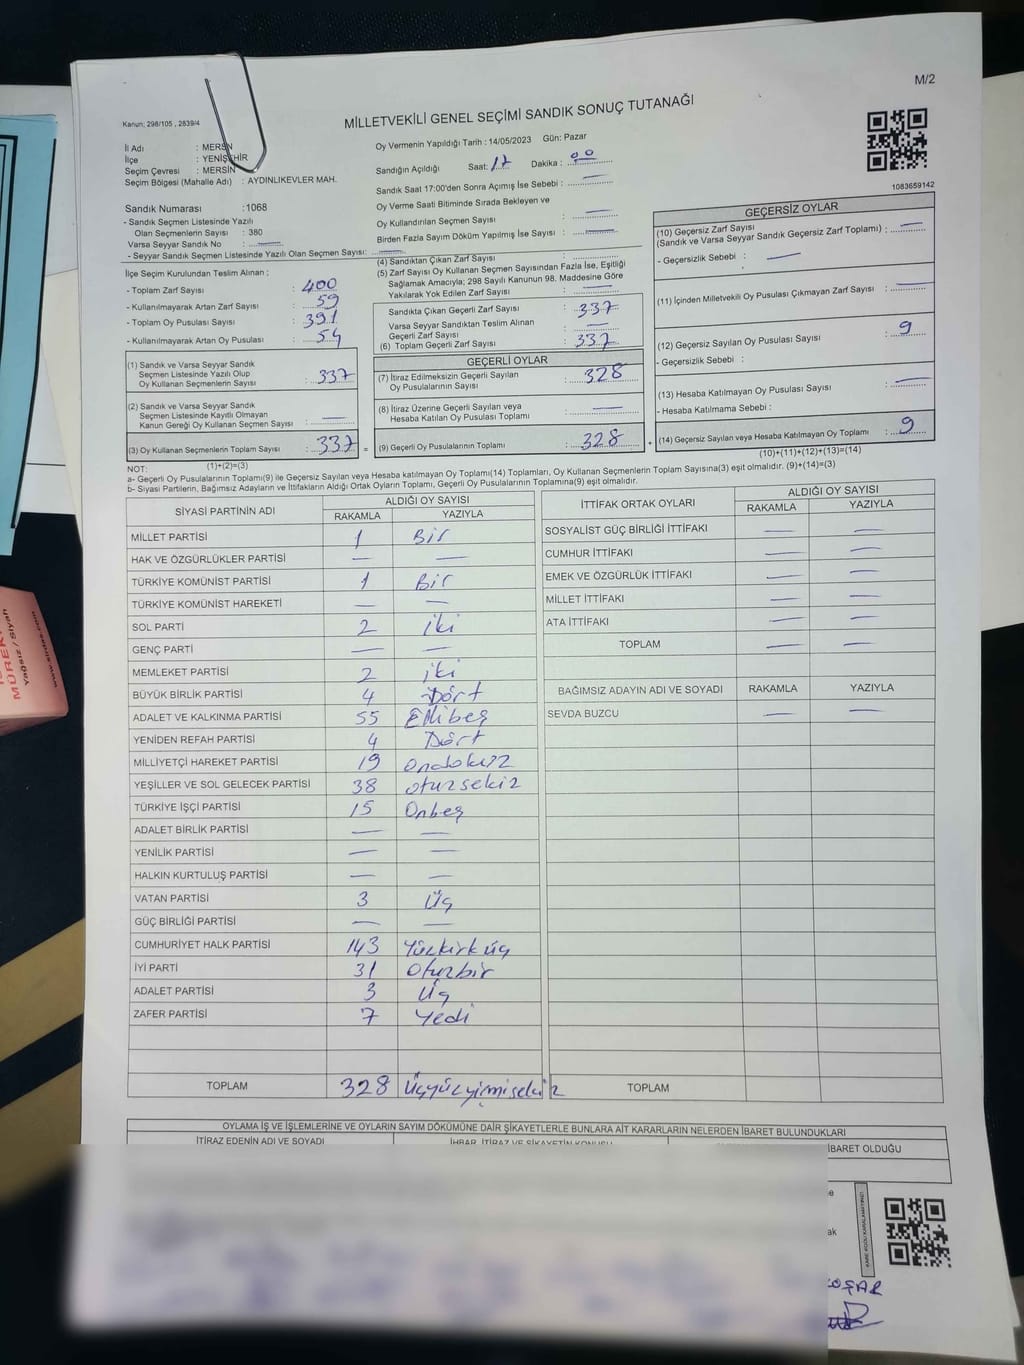 M/2
Kanun: 298/105 , 2839/4
MİLLETVEKİLİ GENEL SEÇİMİ SANDIK SONUÇ TUTANAĞI
İl Adı : MERSİN
İlçe : YENİŞEHİR
Seçim Çevresi : MERSİN
Seçim Bölgesi (Mahalle Adı) : AYDINLIKEVLER MAH.
Oy Vermenin Yapıldığı Tarih : 14/05/2023 Gün: Pazar
Sandığın Açıldığı Saat: 17 Dakika : 00
Sandık Saat 17:00'den Sonra Açımış İse Sebebi : —
Oy Verme Saati Bitiminde Sırada Bekleyen ve
Oy Kullandırılan Seçmen Sayısı : —
Birden Fazla Sayım Döküm Yapılmış İse Sayısı : —
1083659142
Sandık Numarası : 1068
- Sandık Seçmen Listesinde Yazılı
Olan Seçmenlerin Sayısı : 380
Varsa Seyyar Sandık No : —
- Seyyar Sandık Seçmen Listesinde Yazılı Olan Seçmen Sayısı: —
İlçe Seçim Kurulundan Teslim Alınan ;
- Toplam Zarf Sayısı : 400
- Kullanılmayarak Artan Zarf Sayısı : 59
- Toplam Oy Pusulası Sayısı : 391
- Kullanılmayarak Artan Oy Pusulası : 54
(1) Sandık ve Varsa Seyyar Sandık
Seçmen Listesinde Yazılı Olup
Oy Kullanan Seçmenlerin Sayısı : 337
(2) Sandık ve Varsa Seyyar Sandık
Seçmen Listesinde Kayıtlı Olmayan
Kanun Gereği Oy Kullanan Seçmen Sayısı : —
(3) Oy Kullanan Seçmenlerin Toplam Sayısı : 337 =
(1)+(2)=(3)
(4) Sandıktan Çıkan Zarf Sayısı :
(5) Zarf Sayısı Oy Kullanan Seçmen Sayısından Fazla İse, Eşitliği
Sağlamak Amacıyla; 298 Sayılı Kanunun 98. Maddesine Göre
Yakılarak Yok Edilen Zarf Sayısı : —
Sandıkta Çıkan Geçerli Zarf Sayısı : 337
Varsa Seyyar Sandıktan Teslim Alınan
Geçerli Zarf Sayısı : —
(6) Toplam Geçerli Zarf Sayısı : 337
GEÇERLİ OYLAR
(7) İtiraz Edilmeksizin Geçerli Sayılan
Oy Pusulalarının Sayısı : 328
(8) İtiraz Üzerine Geçerli Sayılan veya
Hesaba Katılan Oy Pusulası Toplamı : —
(9) Geçerli Oy Pusulalarının Toplamı : 328
GEÇERSİZ OYLAR
(10) Geçersiz Zarf Sayısı
(Sandık ve Varsa Seyyar Sandık Geçersiz Zarf Toplamı) : —
- Geçersizlik Sebebi : —
(11) İçinden Milletvekili Oy Pusulası Çıkmayan Zarf Sayısı : —
(12) Geçersiz Sayılan Oy Pusulası Sayısı : 9
- Geçersizlik Sebebi :
(13) Hesaba Katılmayan Oy Pusulası Sayısı : —
- Hesaba Katılmama Sebebi :
(14) Geçersiz Sayılan veya Hesaba Katılmayan Oy Toplamı : 9
(10)+(11)+(12)+(13)=(14)
NOT:
a- Geçerli Oy Pusulalarının Toplamı(9) ile Geçersiz Sayılan veya Hesaba katılmayan Oy Toplamı(14) Toplamları, Oy Kullanan Seçmenlerin Toplam Sayısına(3) eşit olmalıdır. (9)+(14)=(3)
b- Siyasi Partilerin, Bağımsız Adayların ve İttifakların Aldığı Ortak Oyların Toplamı, Geçerli Oy Pusulalarının Toplamına(9) eşit olmalıdır.
SİYASİ PARTİNİN ADI ALDIĞI OY SAYISI
RAKAMLA YAZIYLA
MİLLET PARTİSİ 1 Bir
HAK VE ÖZGÜRLÜKLER PARTİSİ — —
TÜRKİYE KOMÜNİST PARTİSİ 1 Bir
TÜRKİYE KOMÜNİST HAREKETİ — —
SOL PARTİ 2 iki
GENÇ PARTİ — —
MEMLEKET PARTİSİ 2 iki
BÜYÜK BİRLİK PARTİSİ 4 Dört
ADALET VE KALKINMA PARTİSİ 55 Ellibeş
YENİDEN REFAH PARTİSİ 4 Dört
MİLLİYETÇİ HAREKET PARTİSİ 19 Ondokuz
YEŞİLLER VE SOL GELECEK PARTİSİ 38 otuzsekiz
TÜRKİYE İŞÇİ PARTİSİ 15 Onbeş
ADALET BİRLİK PARTİSİ — —
YENİLİK PARTİSİ — —
HALKIN KURTULUŞ PARTİSİ — —
VATAN PARTİSİ 3 Üç
GÜÇ BİRLİĞİ PARTİSİ — —
CUMHURİYET HALK PARTİSİ 143 Yüzkırküç
İYİ PARTİ 31 Otuzbir
ADALET PARTİSİ 3 Üç
ZAFER PARTİSİ 7 Yedi
TOPLAM 328 Üçyüzyirmisekiz
İTTİFAK ORTAK OYLARI ALDIĞI OY SAYISI
RAKAMLA YAZIYLA
SOSYALİST GÜÇ BİRLİĞİ İTTİFAKI — —
CUMHUR İTTİFAKI — —
EMEK VE ÖZGÜRLÜK İTTİFAKI — —
MİLLET İTTİFAKI — —
ATA İTTİFAKI — —
TOPLAM — —
BAĞIMSIZ ADAYIN ADI VE SOYADI RAKAMLA YAZIYLA
SEVDA BUZCU — —
TOPLAM
OYLAMA İŞ VE İŞLEMLERİNE VE OYLARIN SAYIM DÖKÜMÜNE DAİR ŞİKAYETLERLE BUNLARA AİT KARARLARIN NELERDEN İBARET BULUNDUKLARI
İTİRAZ EDENİN ADI VE SOYADI İHBAR, İTİRAZ VE ŞİKAYETİN KONUSU İBARET OLDUĞU
MÜREK
Yağsız / Siyah